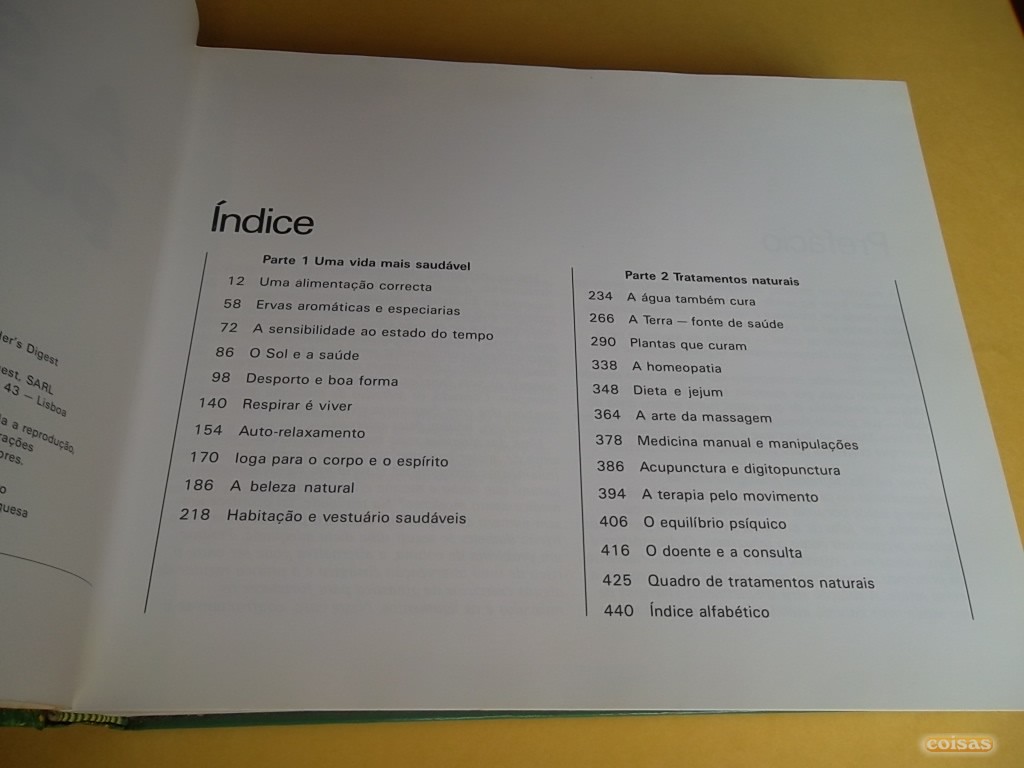 Índice
Parte 1 Uma vida mais saudável
12 Uma alimentação correcta
58 Ervas aromáticas e especiarias
72 A sensibilidade ao estado do tempo
86 O Sol e a saúde
98 Desporto e boa forma
140 Respirar é viver
154 Auto-relaxamento
170 Ioga para o corpo e o espírito
186 A beleza natural
218 Habitação e vestuário saudáveis
Parte 2 Tratamentos naturais
234 A água também cura
266 A Terra — fonte de saúde
290 Plantas que curam
338 A homeopatia
348 Dieta e jejum
364 A arte da massagem
378 Medicina manual e manipulações
386 Acupunctura e digitopunctura
394 A terapia pelo movimento
406 O equilíbrio psíquico
416 O doente e a consulta
425 Quadro de tratamentos naturais
440 Índice alfabético
Digest
SARL
43 — Lisboa
a reprodução,
coisas